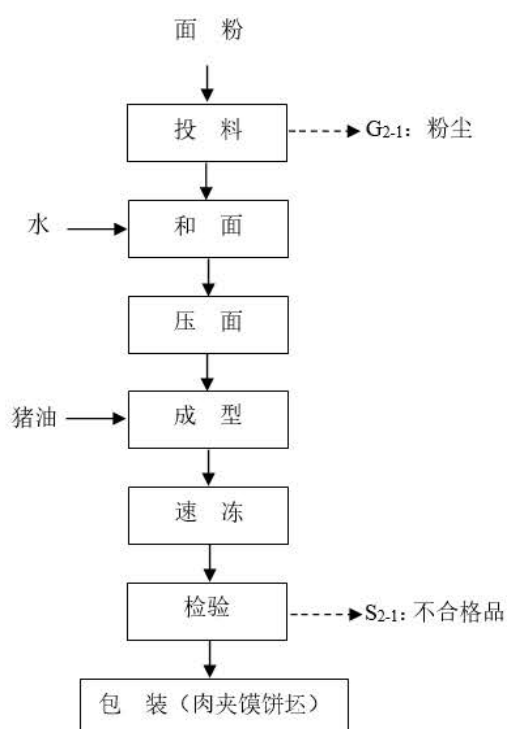 面 粉
投 料
G2-1：粉尘
水
和 面
压 面
猪油
成 型
速 冻
检验
S2-1：不合格品
包 装（肉夹馍饼坯）